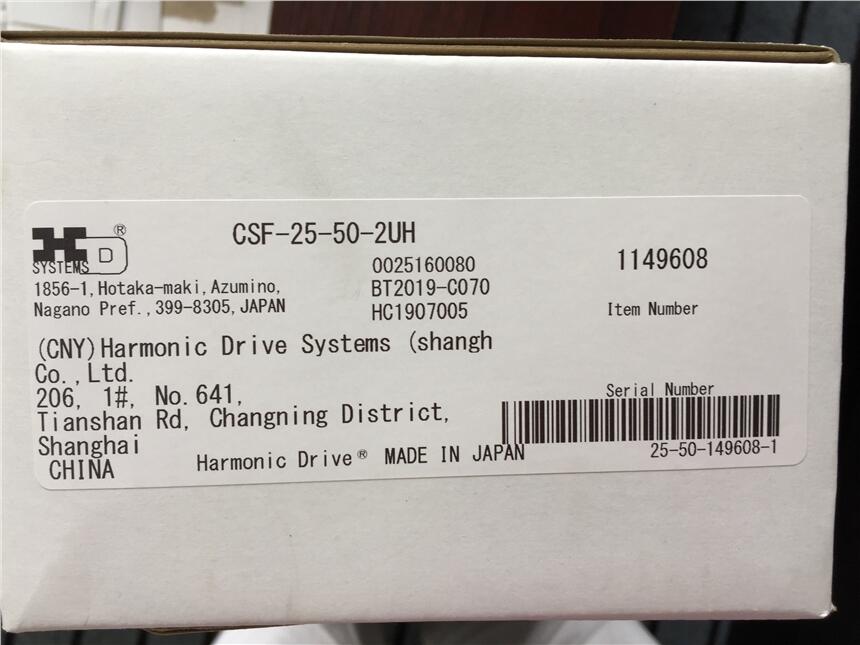 CSF-25-50-2UH
HD ®
SYSTEMS
0025160080
1149608
1856-1,Hotaka-maki,Azumino,
BT2019-C070
Nagano Pref.,399-8305,JAPAN
HC1907005
Item Number
(CNY)Harmonic Drive Systems (shangh
Co.,Ltd.
206, 1#, No.641,
Serial Number
Tianshan Rd, Changning District,
Shanghai
CHINA
Harmonic Drive® MADE IN JAPAN
25-50-149608-1